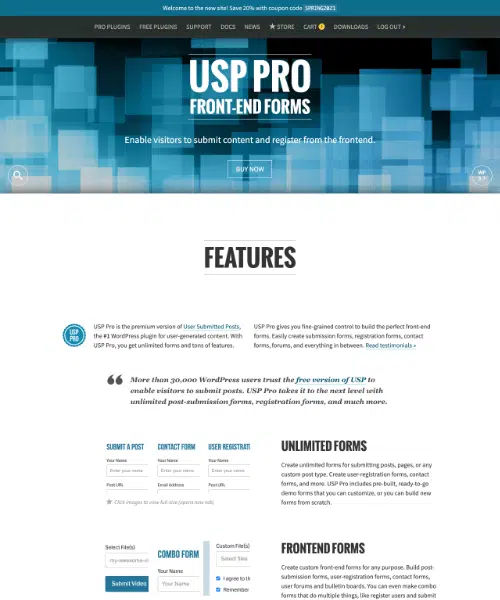 Welcome to the new site! Save 20% with coupon code SPRING2021
PRO PLUGINS FREE PLUGINS SUPPORT DOCS NEWS ★ STORE CART DOWNLOADS LOG OUT
USP PRO
FRONT-END FORMS
Enable visitors to submit content and register from the frontend.
BUY NOW
WP
FEATURES
USP
PRO
USP Pro is the premium version of User Submitted Posts,
the #1 WordPress plugin for user-generated content. With
USP Pro, you get unlimited forms and tons of features.
USP Pro gives you fine-grained control to build the perfect front-end
forms. Easily create submission forms, registration forms, contact
forms, forums, and everything in between. Read testimonials »
❝ More than 30,000 WordPress users trust the free version of USP to
enable visitors to submit posts. USP Pro takes it to the next level with
unlimited post-submission forms, registration forms, and much more.
SUBMIT A POST CONTACT FORM USER REGISTRATI
Your Name Your Name Your Name
Enter your name Enter your name Enter your n
Post URL Email Address Post URL
★ Click images to view full-size (opens new tab).
UNLIMITED FORMS
Create unlimited forms for submitting posts, pages, or any
custom post type. Create user-registration forms, contact
forms, and more. USP Pro includes pre-built, ready-to-go
demo forms that you can customize, or you can build new
forms from scratch.
Select File(s)
my-awesome-vi
Submit Video
COMBO FORM
Your Name
Your Name
Custom File(s)
Select
I agree to th
Remember
FRONTEND FORMS
Create custom front-end forms for any purpose. Build post-
submission forms, user-registration forms, contact forms,
user forums and bulletin boards. You can even make combo
forms that do multiple things, like register users and submit